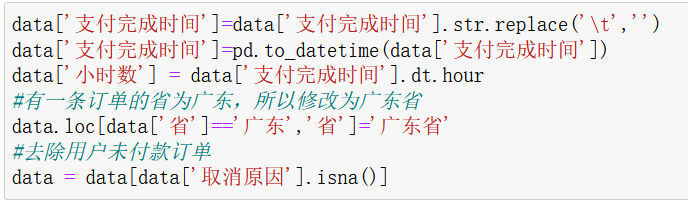 data['支付完成时间']=data['支付完成时间'].str.replace('\t','')
data['支付完成时间']=pd.to_datetime(data['支付完成时间'])
data['小时数'] = data['支付完成时间'].dt.hour
#有一条订单的省为广东，所以修改为广东省
data.loc[data['省']=='广东','省']='广东省'
#去除用户未付款订单
data = data[data['取消原因'].isna()]